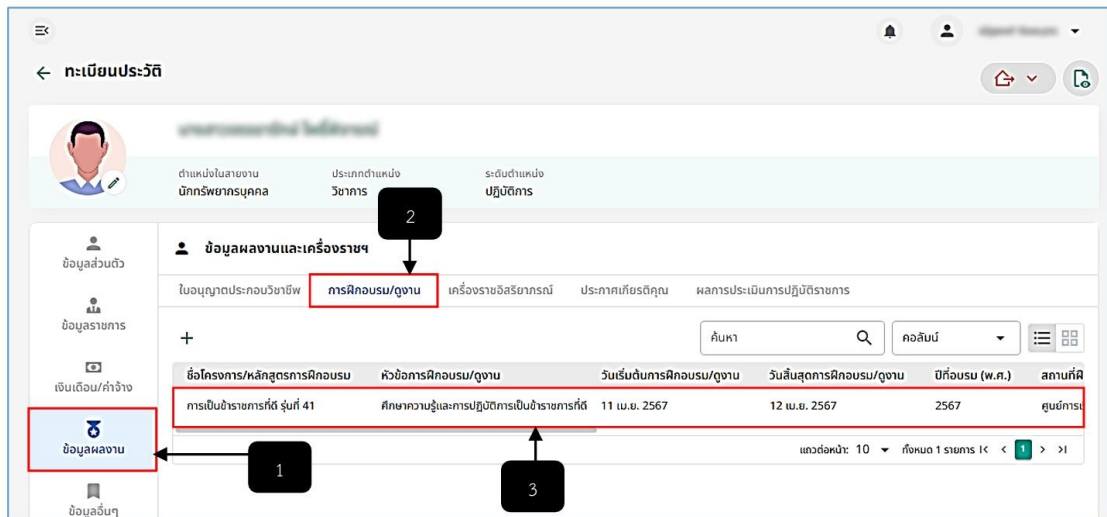 ทะเบียนประวัติ
ตำแหน่งในสายงาน ประเภทตำแหน่ง ระดับตำแหน่ง
นักทรัพยากรบุคคล วิชาการ ปฏิบัติการ
2
ข้อมูลส่วนตัว
ข้อมูลราชการ
เงินเดือน/ค่าจ้าง
ข้อมูลผลงาน
ข้อมูลอื่นๆ
ข้อมูลผลงานและเครื่องราชฯ
ใบอนุญาตประกอบวิชาชีพ การฝึกอบรม/ดูงาน เครื่องราชอิสริยาภรณ์ ประกาศเกียรติคุณ ผลการประเมินการปฏิบัติราชการ
+ ค้นหา คอลัมน์
ชื่อโครงการ/หลักสูตรการฝึกอบรม หัวข้อการฝึกอบรม/ดูงาน วันเริ่มต้นการฝึกอบรม/ดูงาน วันสิ้นสุดการฝึกอบรม/ดูงาน ปีที่อบรม (พ.ศ.) สถานที่ฝึ
การเป็นข้าราชการที่ดี รุ่นที่ 41 ศึกษาความรู้และการปฏิบัติการเป็นข้าราชการที่ดี 11 เม.ย. 2567 12 เม.ย. 2567 2567 ศูนย์การเ
แถวต่อหน้า: 10 ทั้งหมด 1 รายการ |< < 1 > >|
1
3